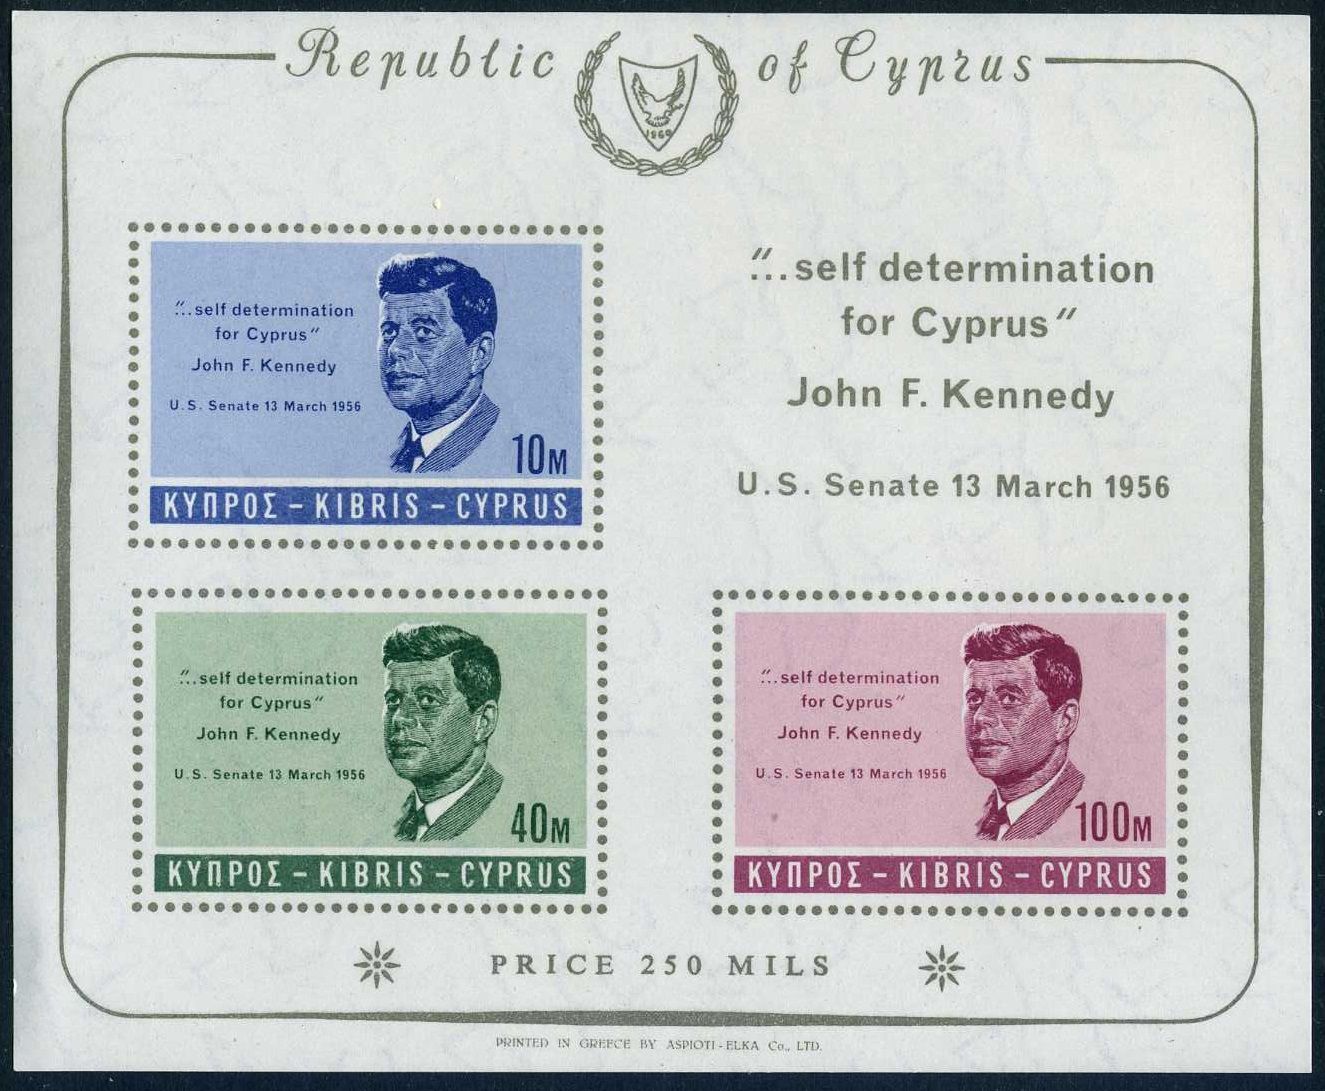 Republic of Cyprus
1960
"...self determination
for Cyprus"
John F. Kennedy
U.S. Senate 13 March 1956
10M
ΚΥΠΡΟΣ – KIBRIS – CYPRUS
"...self determination
for Cyprus"
John F. Kennedy
U.S. Senate 13 March 1956
"...self determination
for Cyprus"
John F. Kennedy
U.S. Senate 13 March 1956
40M
ΚΥΠΡΟΣ – KIBRIS – CYPRUS
"...self determination
for Cyprus"
John F. Kennedy
U.S. Senate 13 March 1956
100M
ΚΥΠΡΟΣ – KIBRIS – CYPRUS
PRICE 250 MILS
PRINTED IN GREECE BY ASPIOTI-ELKA Co., LTD.